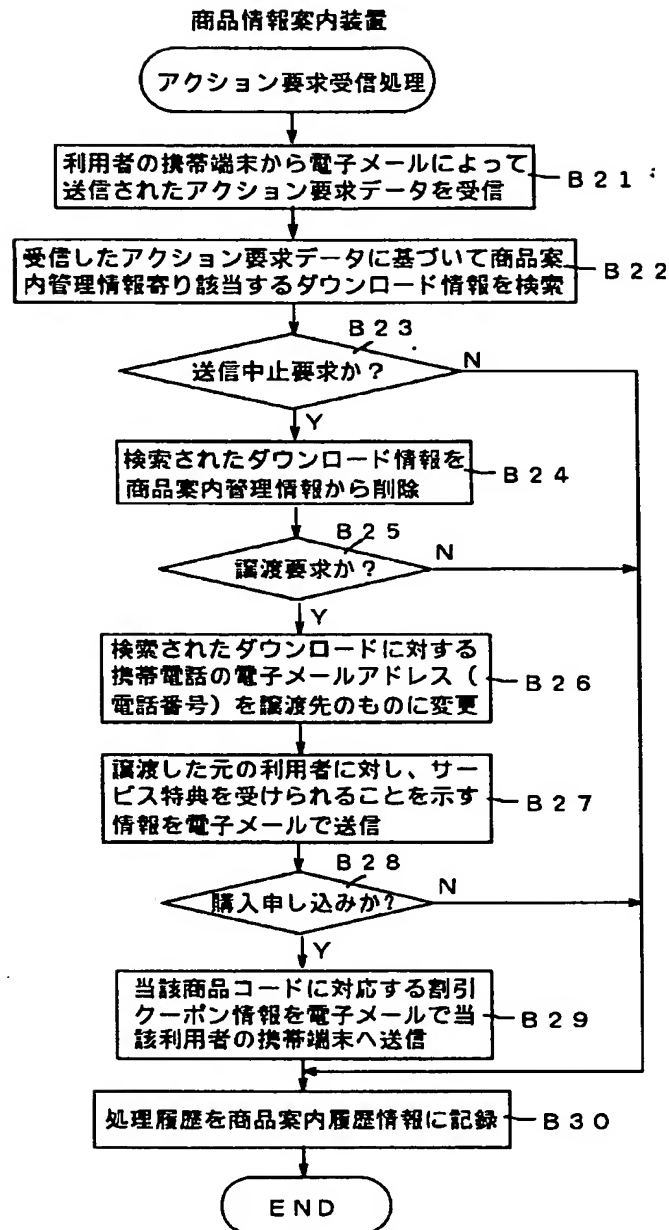 商品情報案内装置
アクション要求受信処理
利用者の携帯端末から電子メールによって
送信されたアクション要求データを受信
B21
受信したアクション要求データに基づいて商品案
内管理情報寄り該当するダウンロード情報を検索
B22
B23
送信中止要求か?
N
Y
検索されたダウンロード情報を
商品案内管理情報から削除
B24
B25
譲渡要求か?
N
Y
検索されたダウンロードに対する
携帯電話の電子メールアドレス(
電話番号)を譲渡先のものに変更
B26
譲渡した元の利用者に対し、サー
ビス特典を受けられることを示す
情報を電子メールで送信
B27
B28
購入申し込みか?
N
Y
当該商品コードに対応する割引
クーポン情報を電子メールで当
該利用者の携帯端末へ送信
B29
処理履歴を商品案内履歴情報に記録
B30
END